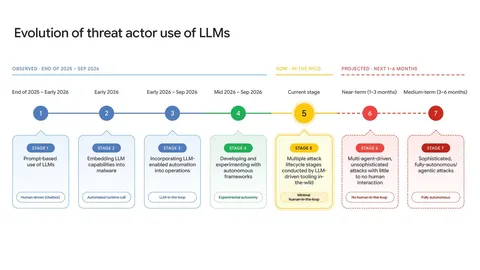 Evolution of threat actor use of LLMs
OBSERVED · END OF 2025 – SEP 2026
NOW · IN THE WILD
PROJECTED · NEXT 1–6 MONTHS
End of 2025 – Early 2026
Early 2026
Early 2026 – Sep 2026
Mid 2026 – Sep 2026
Current stage
Near-term (1–3 months)
Medium-term (3–6 months)
1
2
3
4
5
6
7
STAGE 1
Prompt-based
use of LLMs
Human-driven (chatbot)
STAGE 2
Embedding LLM
capabilities into
malware
Automated runtime call
STAGE 3
Incorporating LLM-
enabled automation
into operations
LLM-in-the-loop
STAGE 4
Developing and
experimenting with
autonomous
frameworks
Experimental autonomy
STAGE 5
Multiple attack
lifecycle stages
conducted by LLM-
driven tooling in-
the-wild
Minimal
human-in-the-loop
STAGE 6
Multi-agent-driven,
unattributed
attacks with little
to no human
interaction
No human-in-the-loop
STAGE 7
Sophisticated,
fully-autonomous/
agentic attacks
Fully autonomous